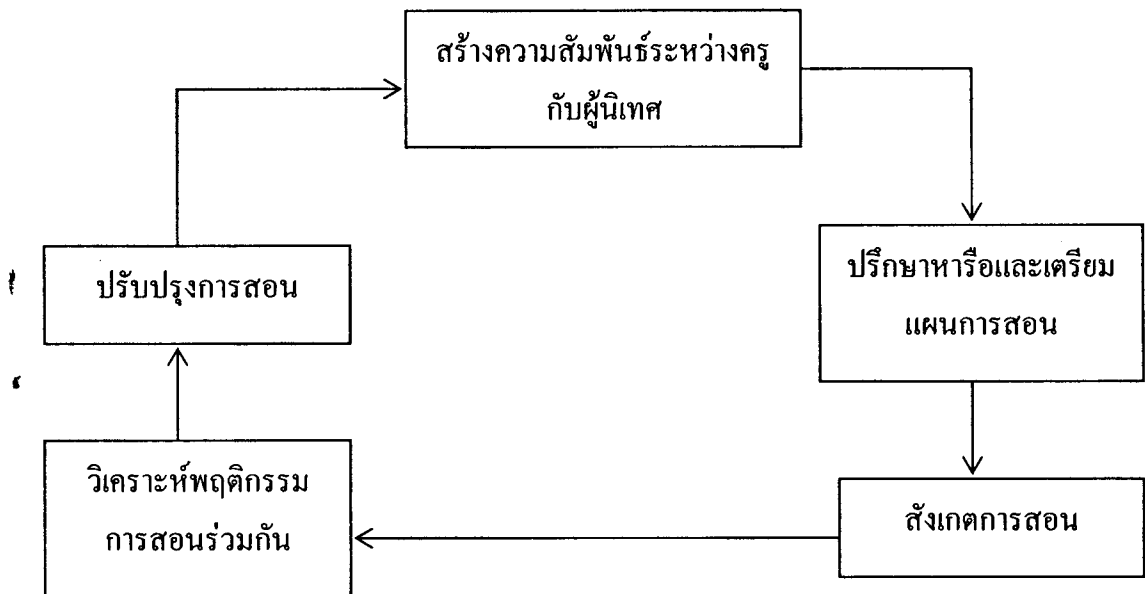 สร้างความสัมพันธ์ระหว่างครู
กับผู้นิเทศ
ปรึกษาหารือและเตรียม
แผนการสอน
สังเกตการสอน
วิเคราะห์พฤติกรรม
การสอนร่วมกัน
ปรับปรุงการสอน